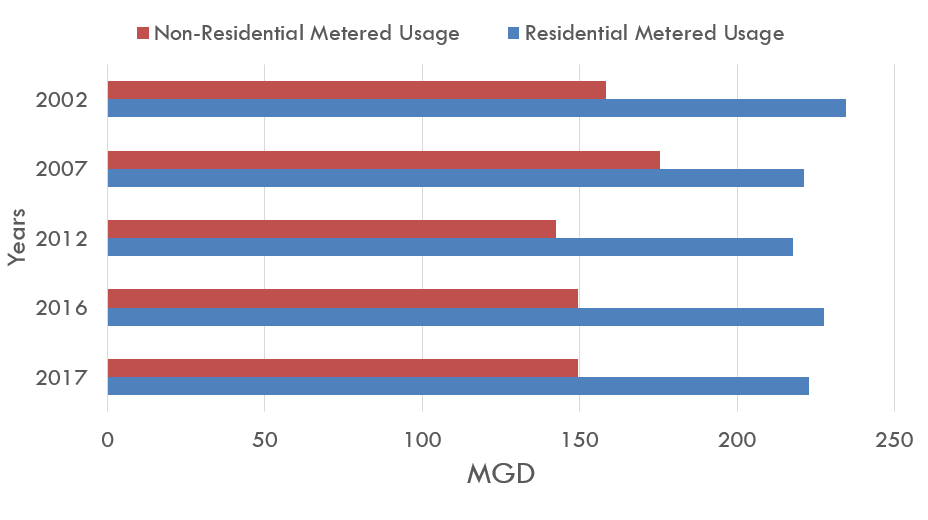 Non-Residential Metered Usage Residential Metered Usage
2002
2007
2012
2016
2017
Years
0 50 100 150 200 250
MGD